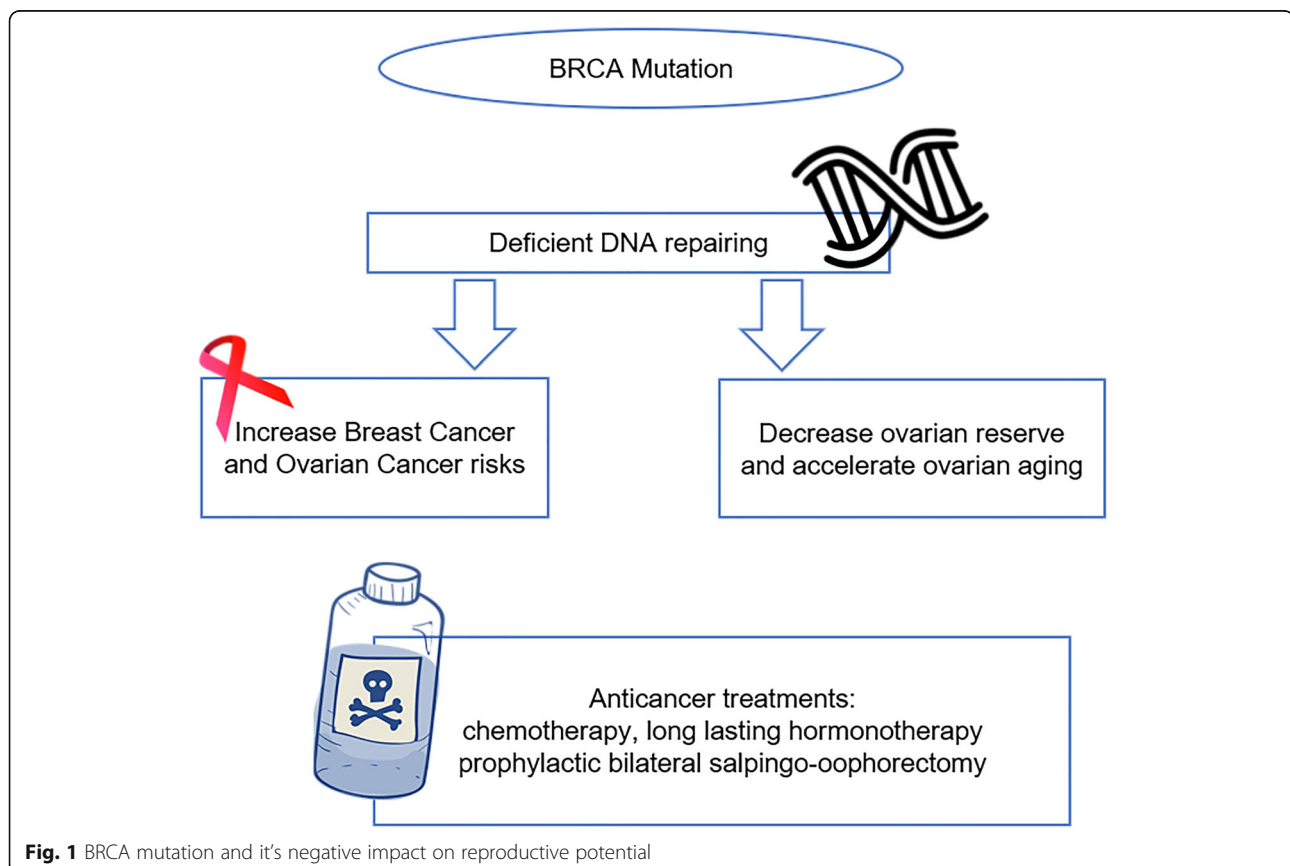 BRCA Mutation
Deficient DNA repairing
Increase Breast Cancer
and Ovarian Cancer risks
Decrease ovarian reserve
and accelerate ovarian aging
Anticancer treatments:
chemotherapy, long lasting hormonotherapy
prophylactic bilateral salpingo-oophorectomy
Fig. 1 BRCA mutation and it's negative impact on reproductive potential